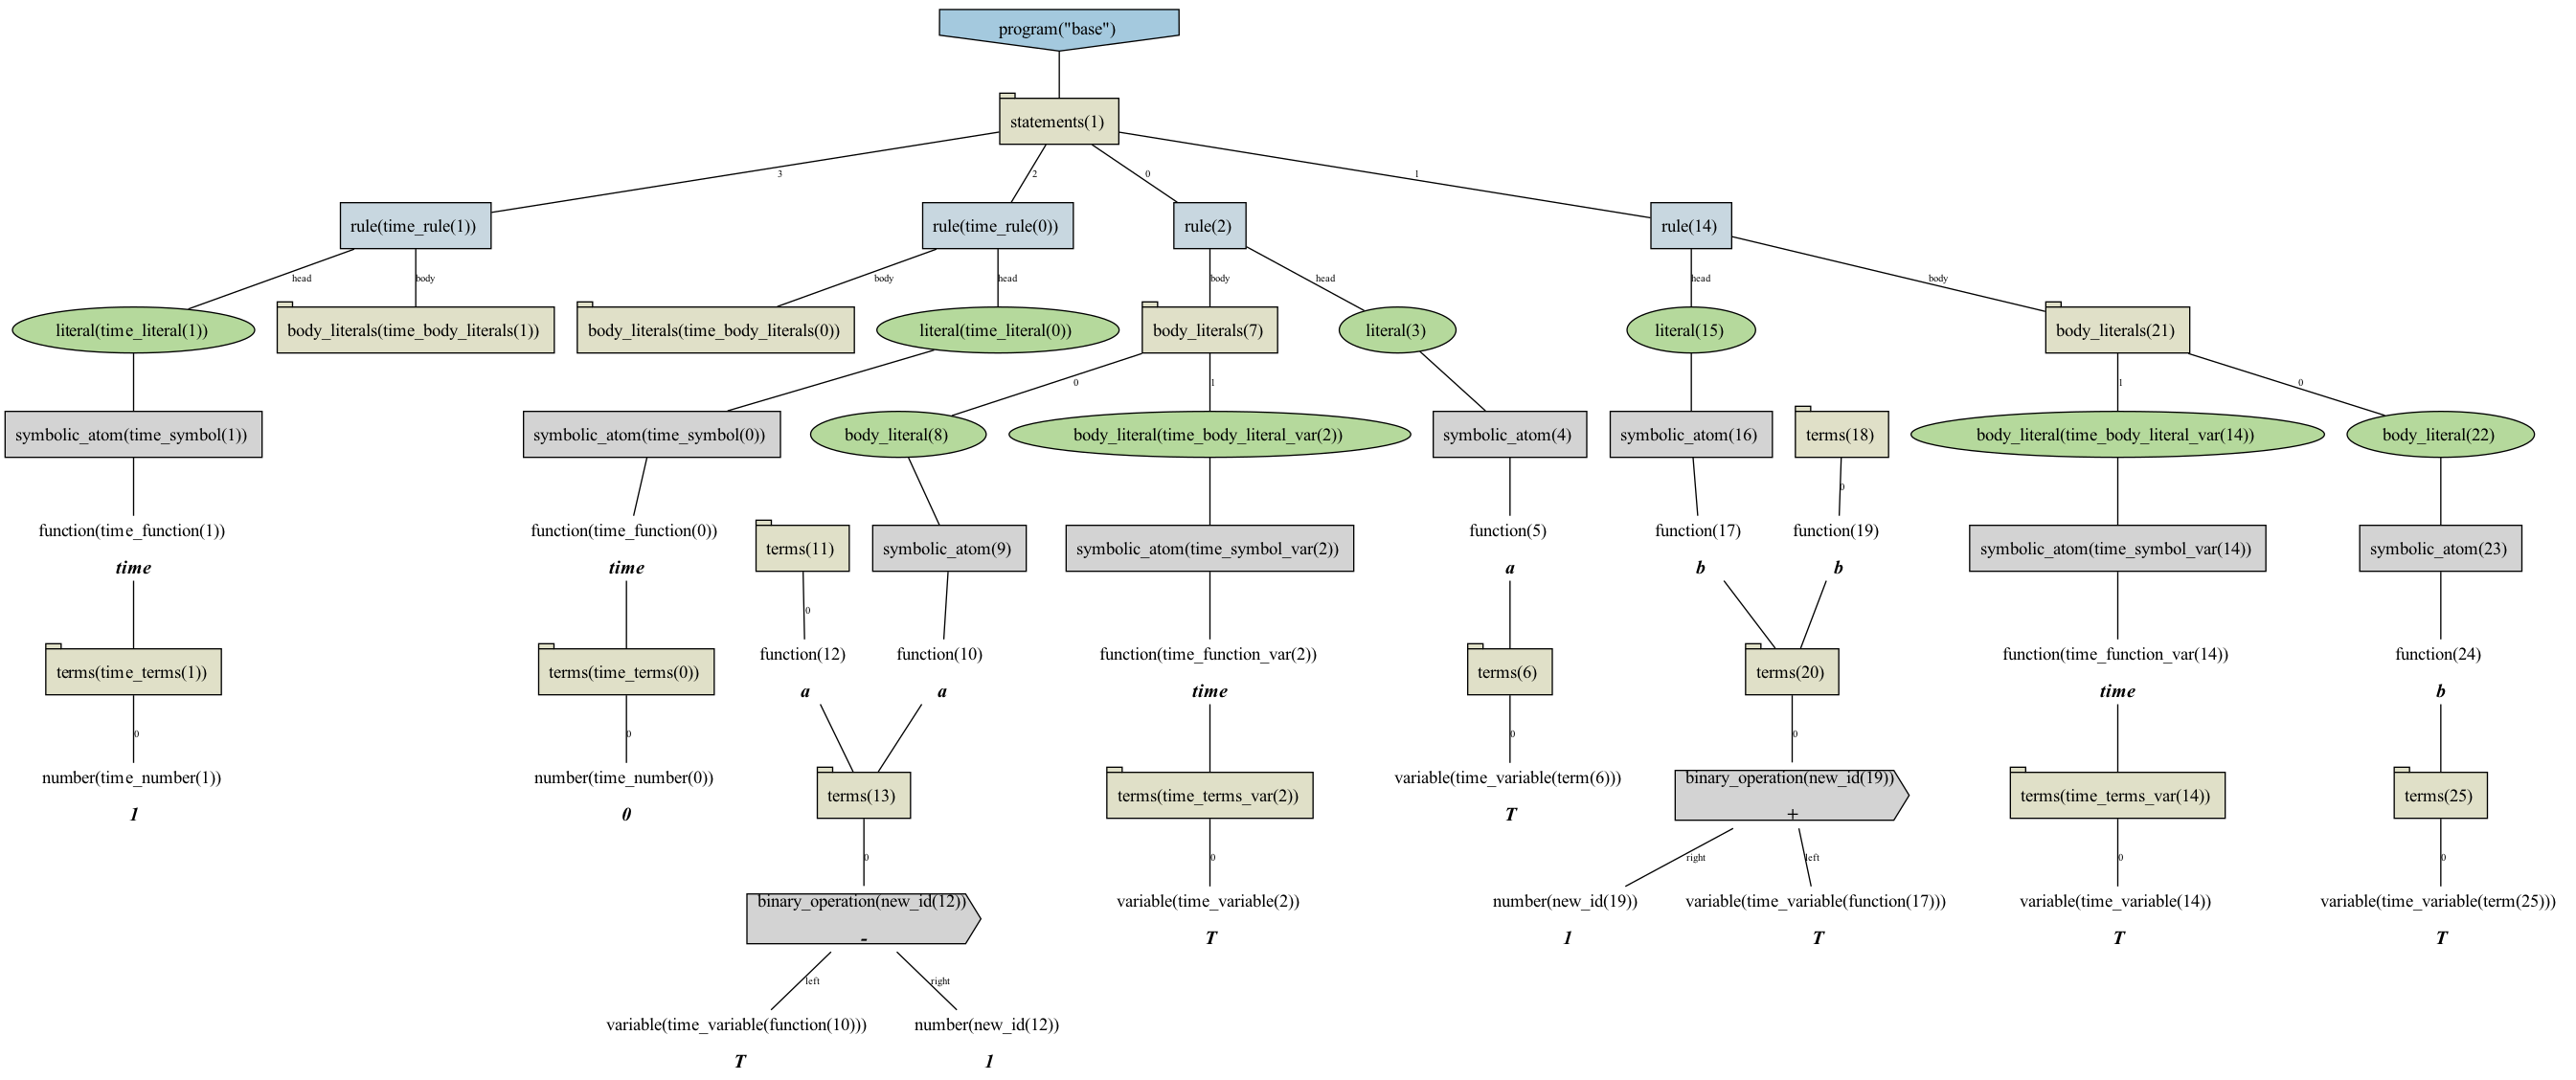 program("base")
statements(1)
3
2
0
1
rule(time_rule(1))
rule(time_rule(0))
rule(2)
rule(14)
head
body
body
head
body
head
head
body
literal(time_literal(1))
body_literals(time_body_literals(1))
body_literals(time_body_literals(0))
literal(time_literal(0))
body_literals(7)
literal(3)
literal(15)
body_literals(21)
0
1
1
0
symbolic_atom(time_symbol(1))
symbolic_atom(time_symbol(0))
body_literal(8)
body_literal(time_body_literal_var(2))
symbolic_atom(4)
symbolic_atom(16)
terms(18)
body_literal(time_body_literal_var(14))
body_literal(22)
0
function(time_function(1))
time
function(time_function(0))
time
terms(11)
symbolic_atom(9)
symbolic_atom(time_symbol_var(2))
function(5)
a
function(17)
b
function(19)
b
symbolic_atom(time_symbol_var(14))
symbolic_atom(23)
0
terms(time_terms(1))
terms(time_terms(0))
function(12)
a
function(10)
a
function(time_function_var(2))
time
terms(6)
terms(20)
function(time_function_var(14))
time
function(24)
b
0
0
0
0
number(time_number(1))
1
number(time_number(0))
0
terms(13)
terms(time_terms_var(2))
variable(time_variable(term(6)))
T
binary_operation(new_id(19))
+
terms(time_terms_var(14))
terms(25)
0
0
right
left
0
0
binary_operation(new_id(12))
-
variable(time_variable(2))
T
number(new_id(19))
1
variable(time_variable(function(17)))
T
variable(time_variable(14))
T
variable(time_variable(term(25)))
T
left
right
variable(time_variable(function(10)))
T
number(new_id(12))
1